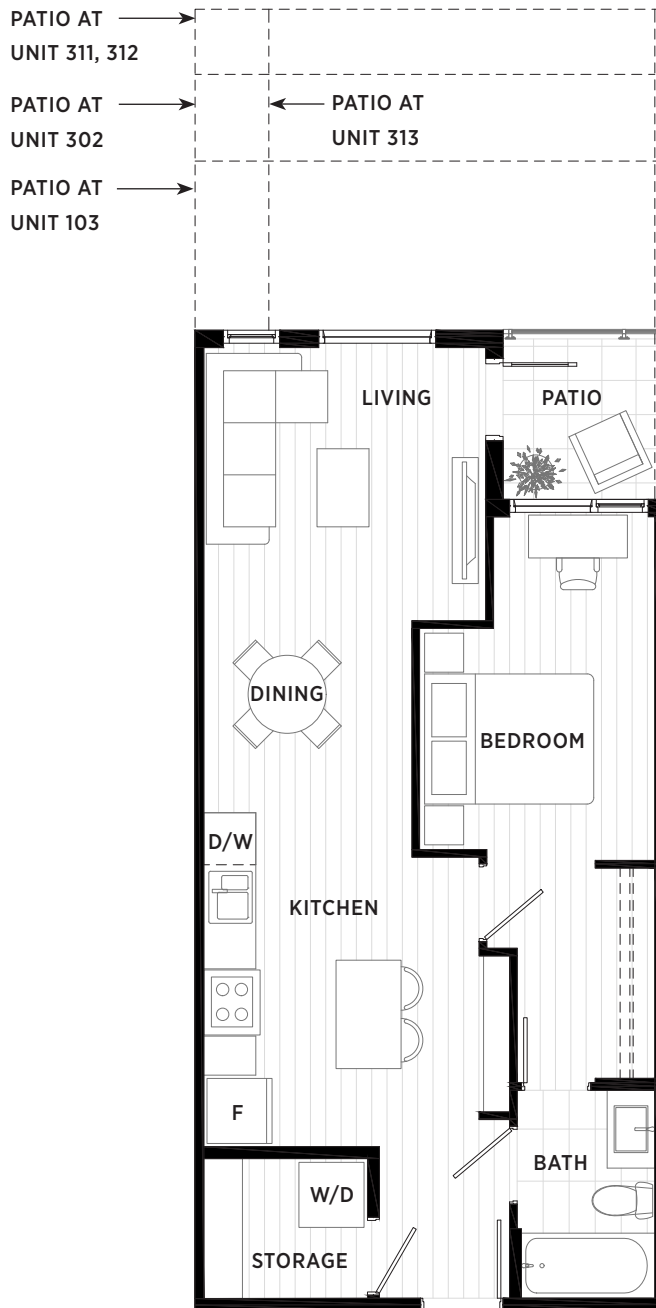 PATIO AT
UNIT 311, 312
PATIO AT
UNIT 302
PATIO AT
UNIT 313
PATIO AT
UNIT 103
LIVING
PATIO
DINING
BEDROOM
D/W
KITCHEN
F
BATH
W/D
STORAGE